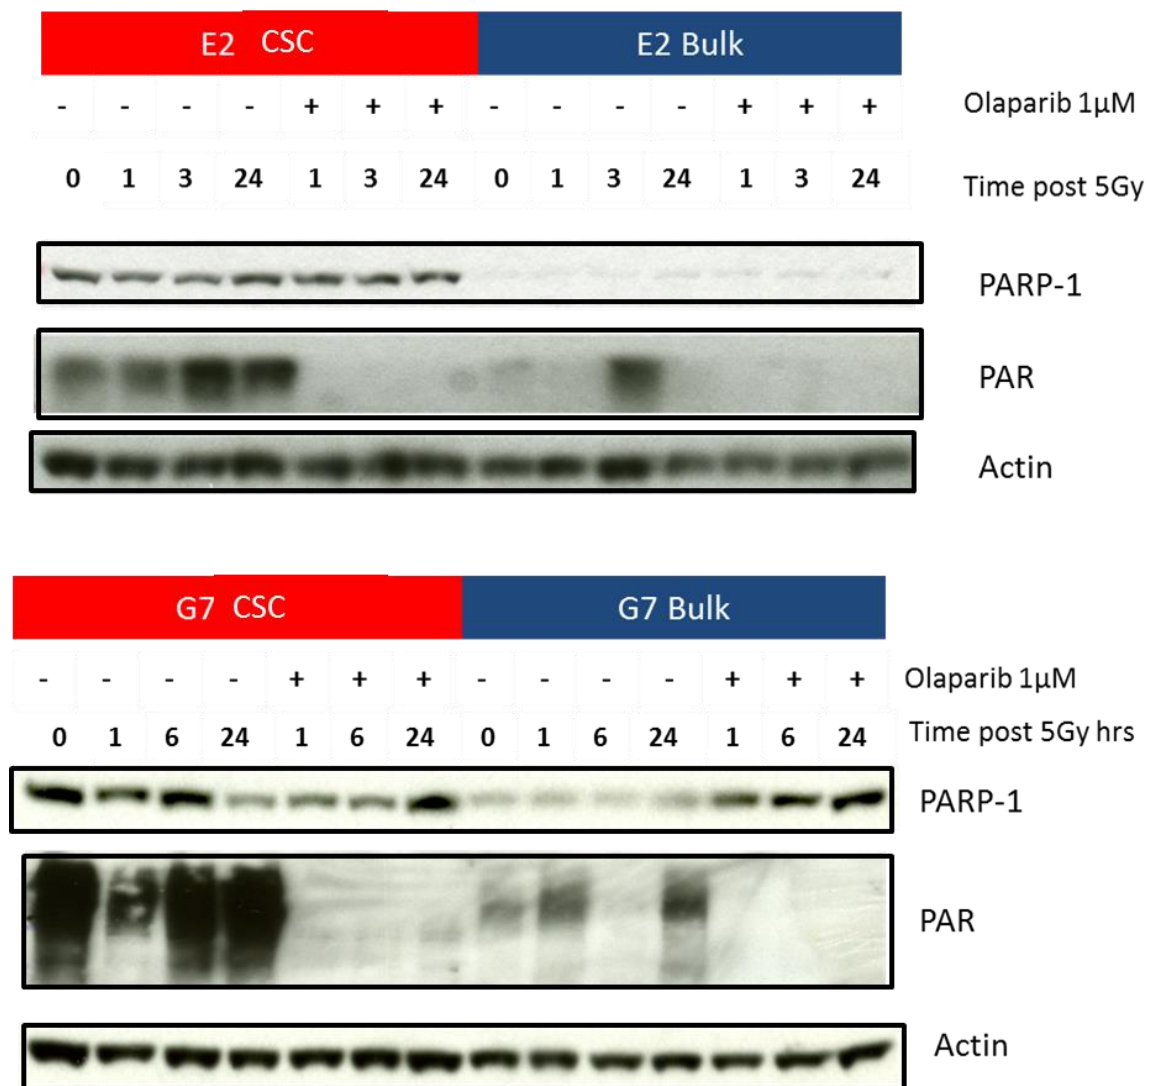 E2 CSC E2 Bulk
- - - - + + + - - - - + + + Olaparib 1µM
0 1 3 24 1 3 24 0 1 3 24 1 3 24 Time post 5Gy
PARP-1
PAR
Actin
G7 CSC G7 Bulk
- - - - + + + - - - - + + + Olaparib 1µM
0 1 6 24 1 6 24 0 1 6 24 1 6 24 Time post 5Gy hrs
PARP-1
PAR
Actin